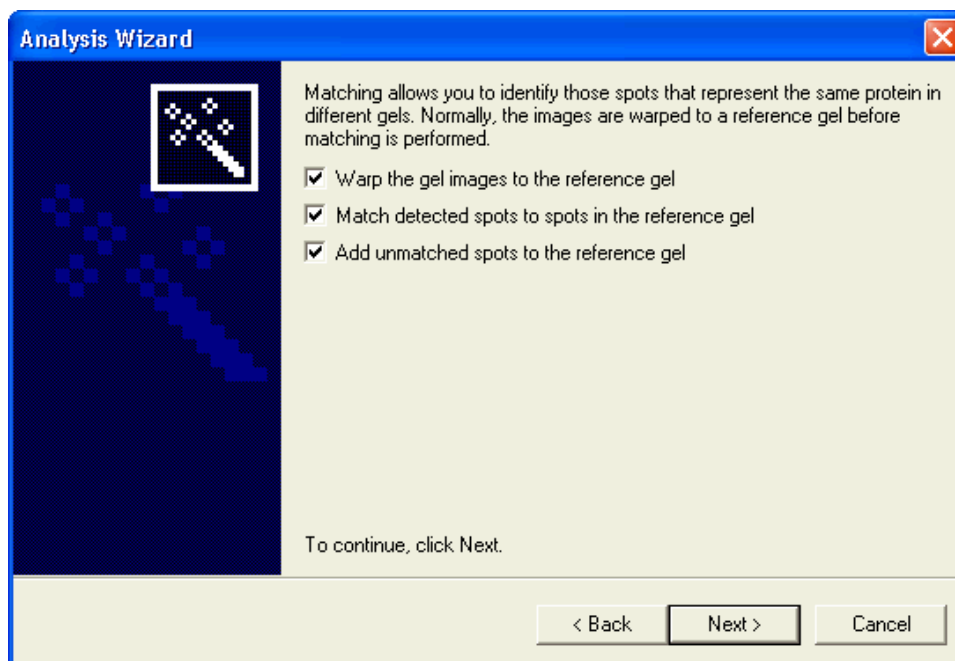 Analysis Wizard
Matching allows you to identify those spots that represent the same protein in
different gels. Normally, the images are warped to a reference gel before
matching is performed.
Warp the gel images to the reference gel
Match detected spots to spots in the reference gel
Add unmatched spots to the reference gel
To continue, click Next.
< Back
Next >
Cancel